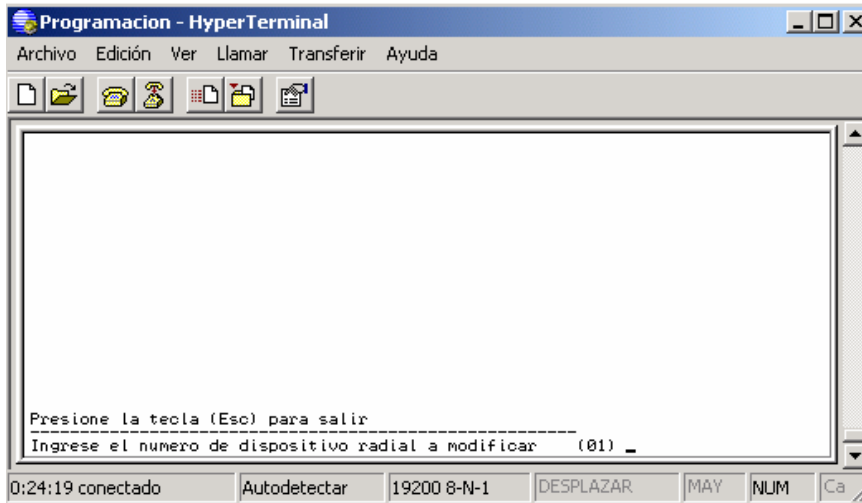 Programacion - HyperTerminal
Archivo Edición Ver Llamar Transferir Ayuda
Presione la tecla (Esc) para salir
Ingrese el numero de dispositivo radial a modificar (01) _
0:24:19 conectado Autodetectar 19200 8-N-1 DESPLAZAR MAY NUM Ca